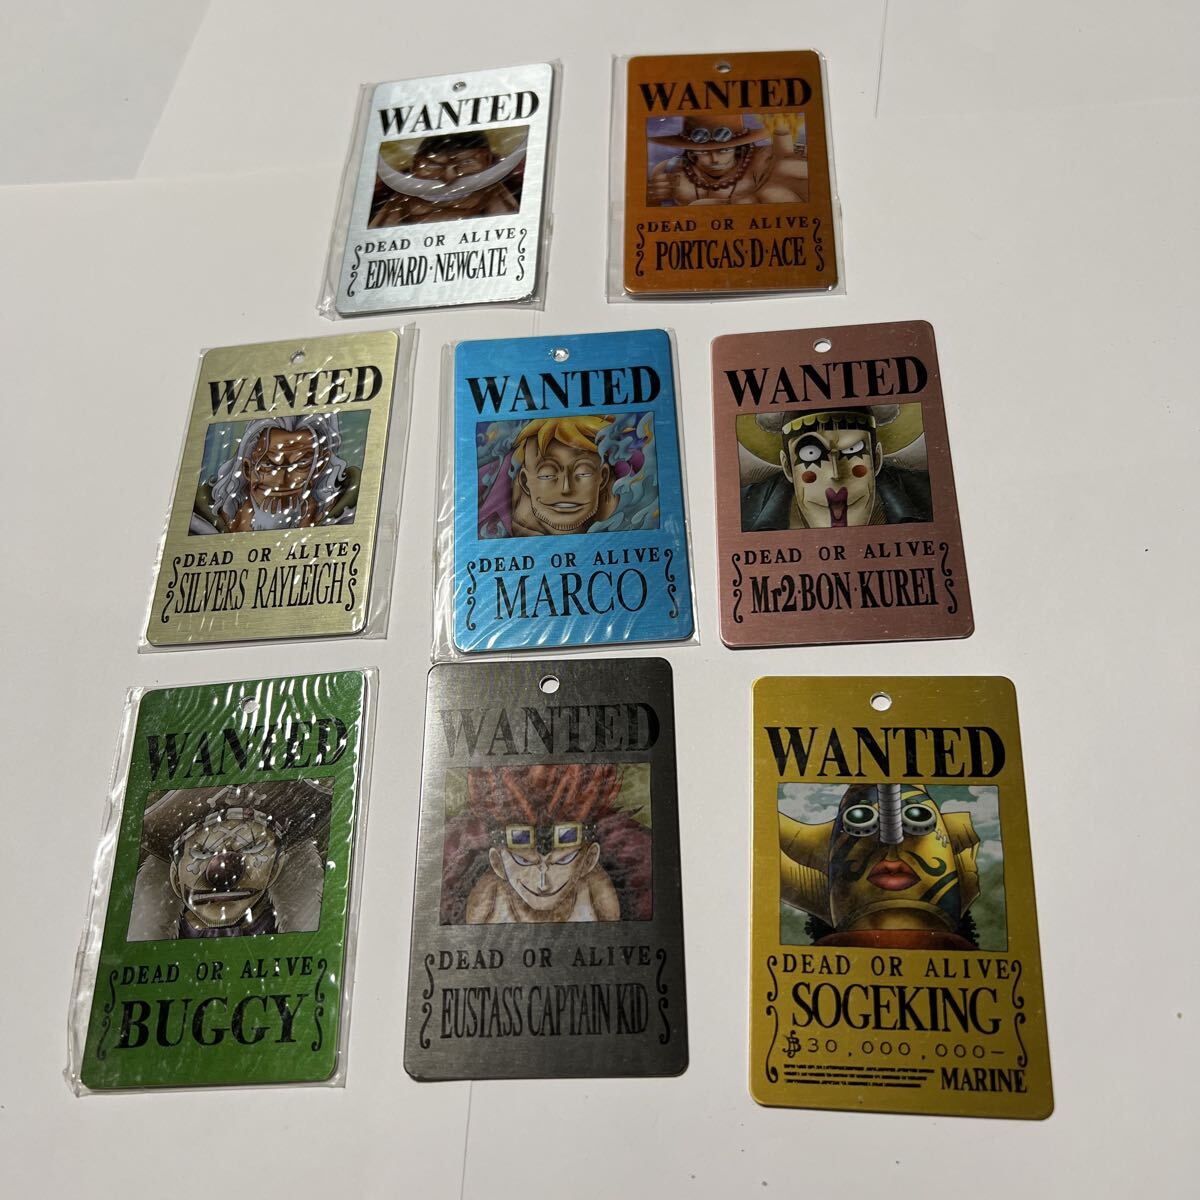 WANTED
DEAD OR ALIVE
EDWARD·NEWGATE
WANTED
DEAD OR ALIVE
PORTGAS·D·ACE
WANTED
DEAD OR ALIVE
SILVERS RAYLEIGH
WANTED
DEAD OR ALIVE
MARCO
WANTED
DEAD OR ALIVE
Mr2·BON·KUREI
WANTED
DEAD OR ALIVE
BUGGY
WANTED
DEAD OR ALIVE
EUSTASS CAPTAIN KID
WANTED
DEAD OR ALIVE
SOGEKING
฿30,000,000-
MARINE